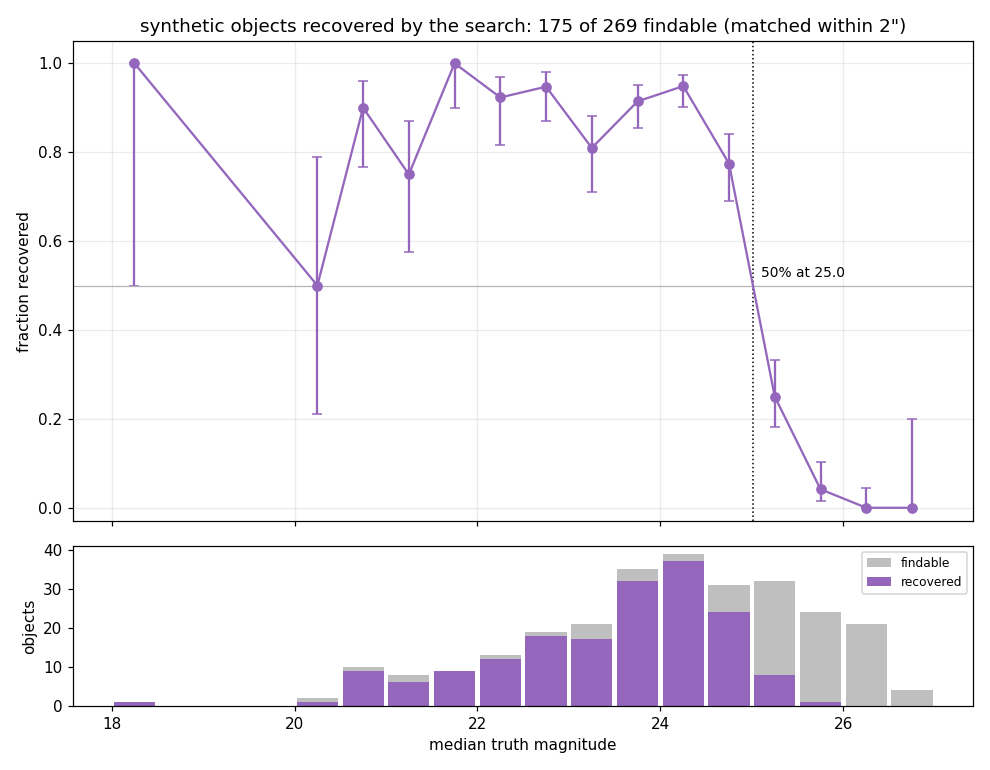 synthetic objects recovered by the search: 175 of 269 findable (matched within 2")
1.0
0.8
0.6
0.4
0.2
0.0
fraction recovered
50% at 25.0
40
30
20
10
0
objects
findable
recovered
18
20
22
24
26
median truth magnitude